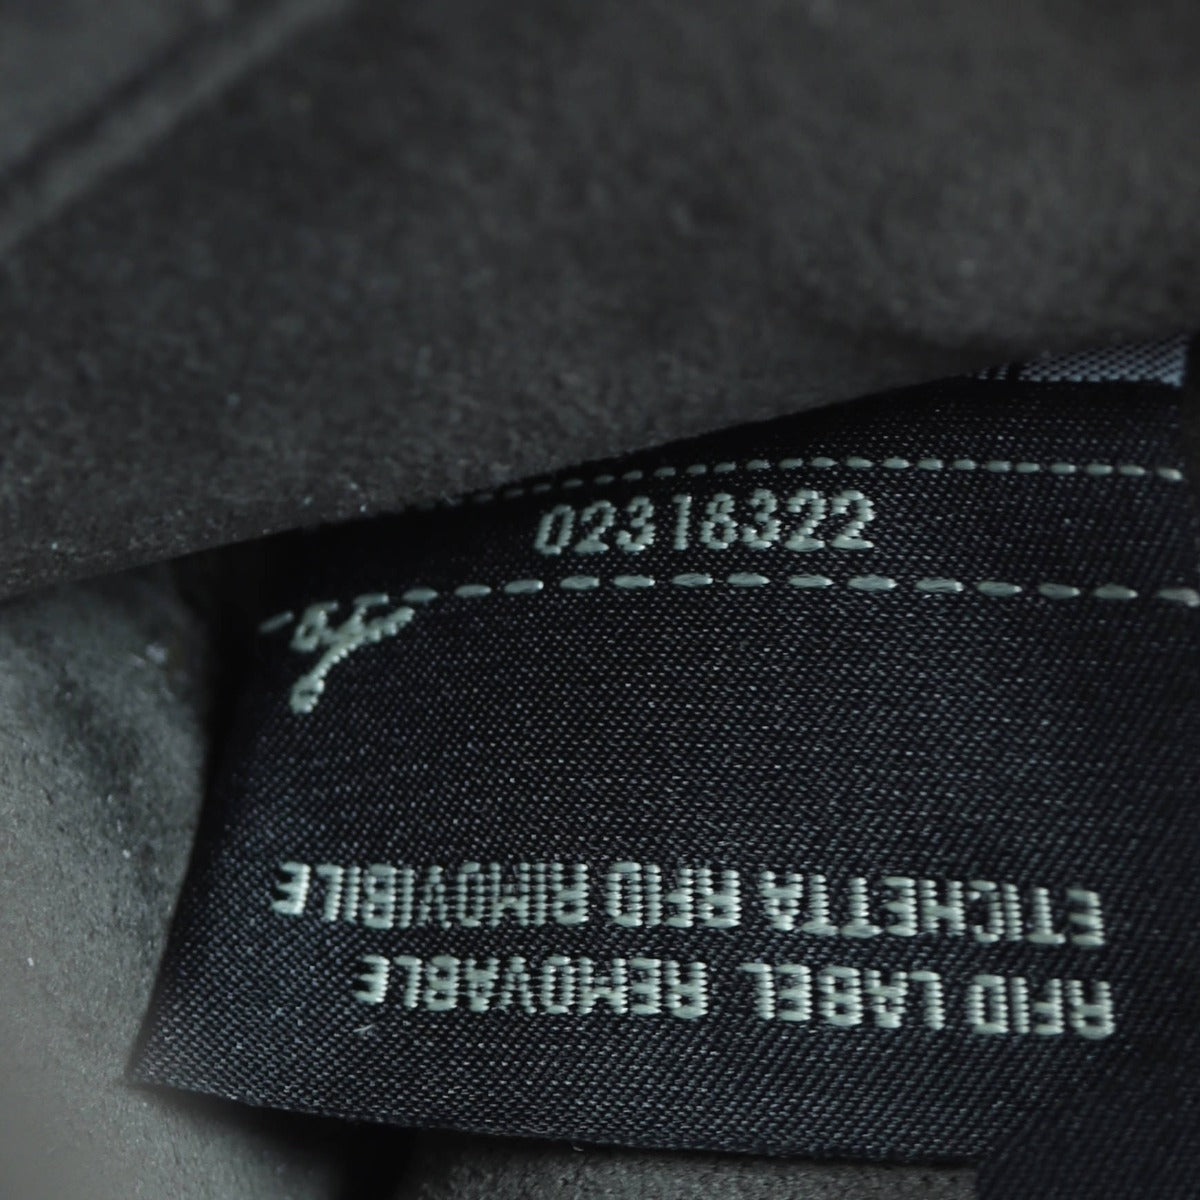 02318322
ETICHETTA RFID RIMOVIBILE
RFID LABEL REMOVABLE